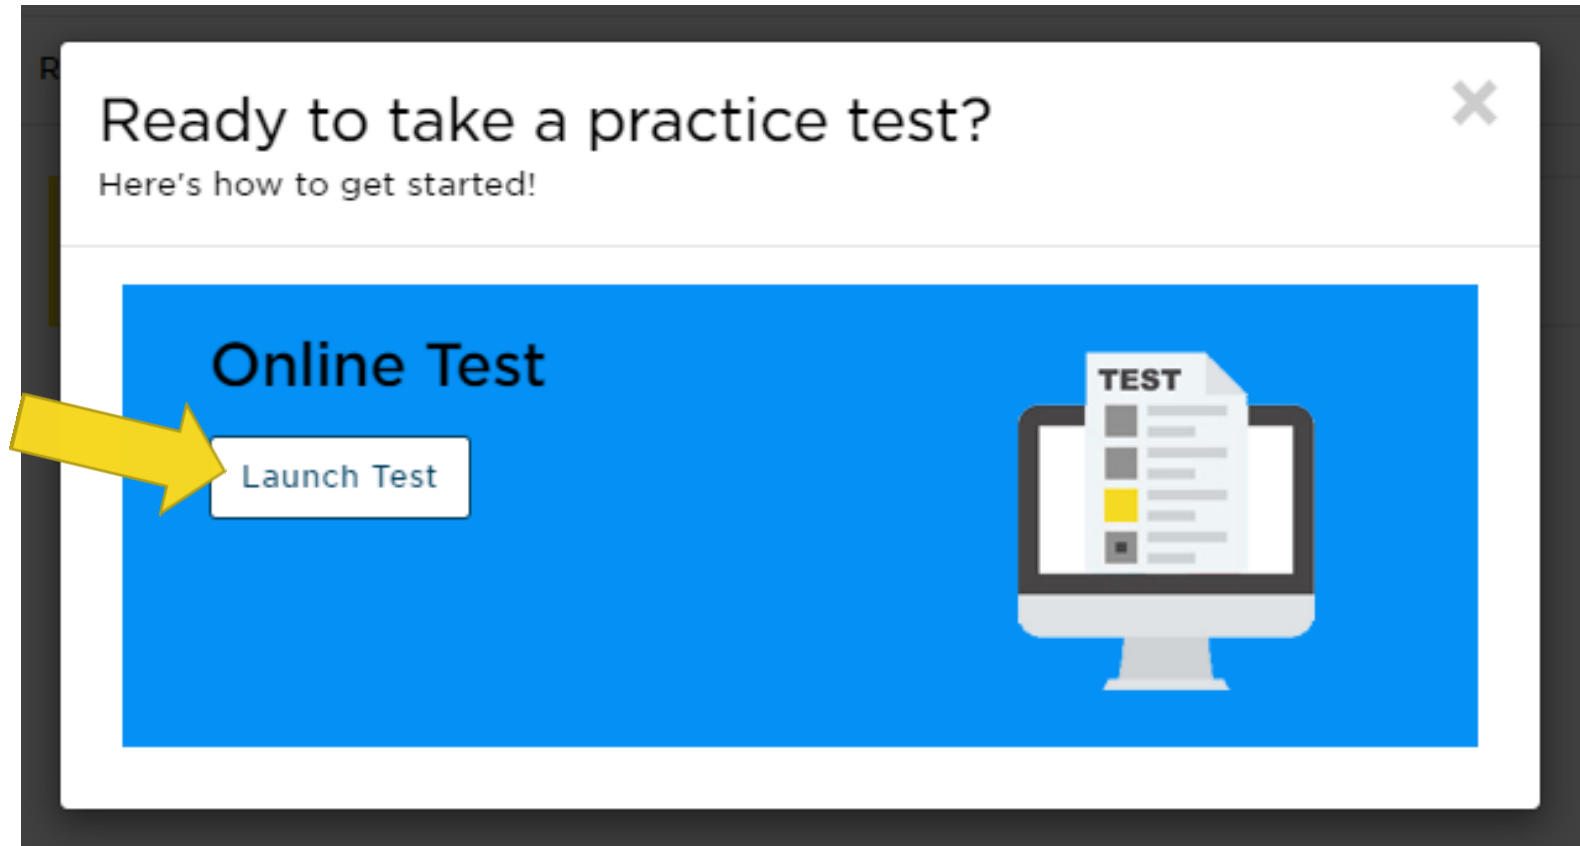 R
Ready to take a practice test?
Here's how to get started!
Online Test
Launch Test
TEST